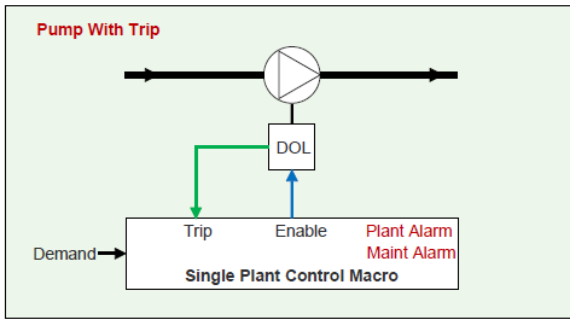 Pump With Trip
DOL
Trip Enable Plant Alarm
Maint Alarm
Demand
Single Plant Control Macro